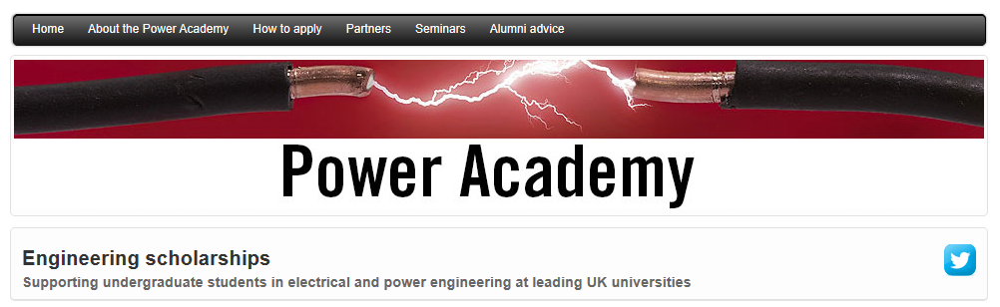 Home About the Power Academy How to apply Partners Seminars Alumni advice
Power Academy
Engineering scholarships
Supporting undergraduate students in electrical and power engineering at leading UK universities